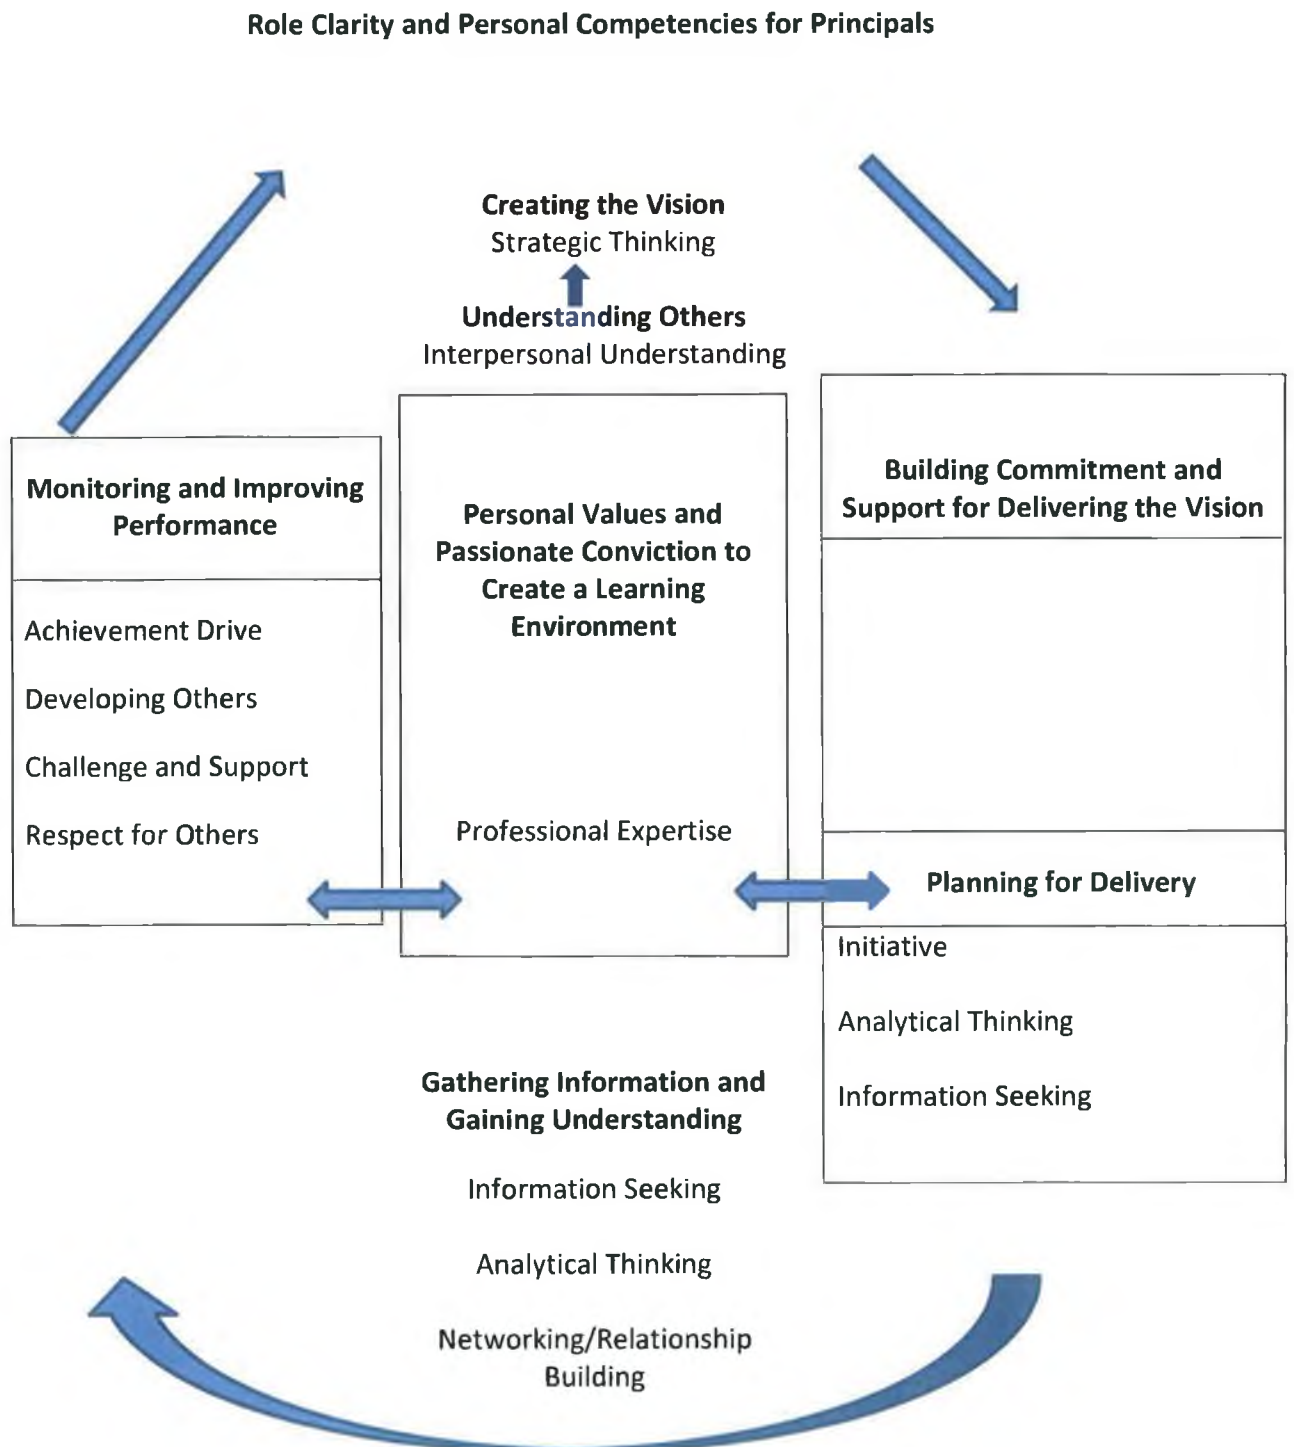 Role Clarity and Personal Competencies for Principals
Creating the Vision
Strategic Thinking
Understanding Others
Interpersonal Understanding
Monitoring and Improving
Performance
Achievement Drive
Developing Others
Challenge and Support
Respect for Others
Personal Values and
Passionate Conviction to
Create a Learning
Environment
Professional Expertise
Building Commitment and
Support for Delivering the Vision
Planning for Delivery
Initiative
Analytical Thinking
Information Seeking
Gathering Information and
Gaining Understanding
Information Seeking
Analytical Thinking
Networking/Relationship
Building